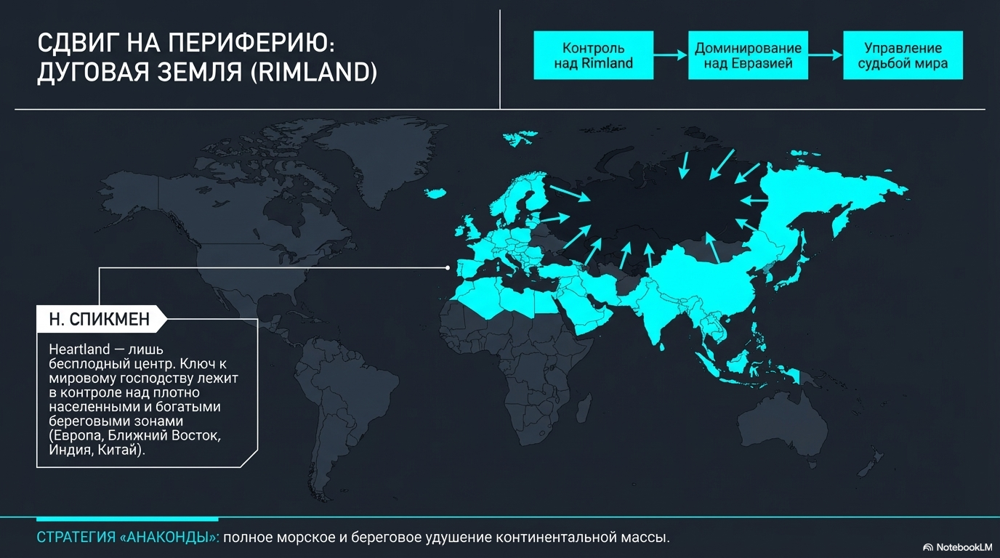 СДВИГ НА ПЕРИФЕРИЮ:
ДУГОВАЯ ЗЕМЛЯ (RIMLAND)
Контроль
над Rimland
Доминирование
над Евразией
Управление
судьбой мира
Н. СПИКМЕН
Heartland — лишь
бесплодный центр. Ключ к
мировому господству лежит
в контроле над плотно
населенными и богатыми
береговыми зонами
(Европа, Ближний Восток,
Индия, Китай).
СТРАТЕГИЯ «АНАКОНДЫ»: полное морское и береговое удушение континентальной массы.
NotebookLM